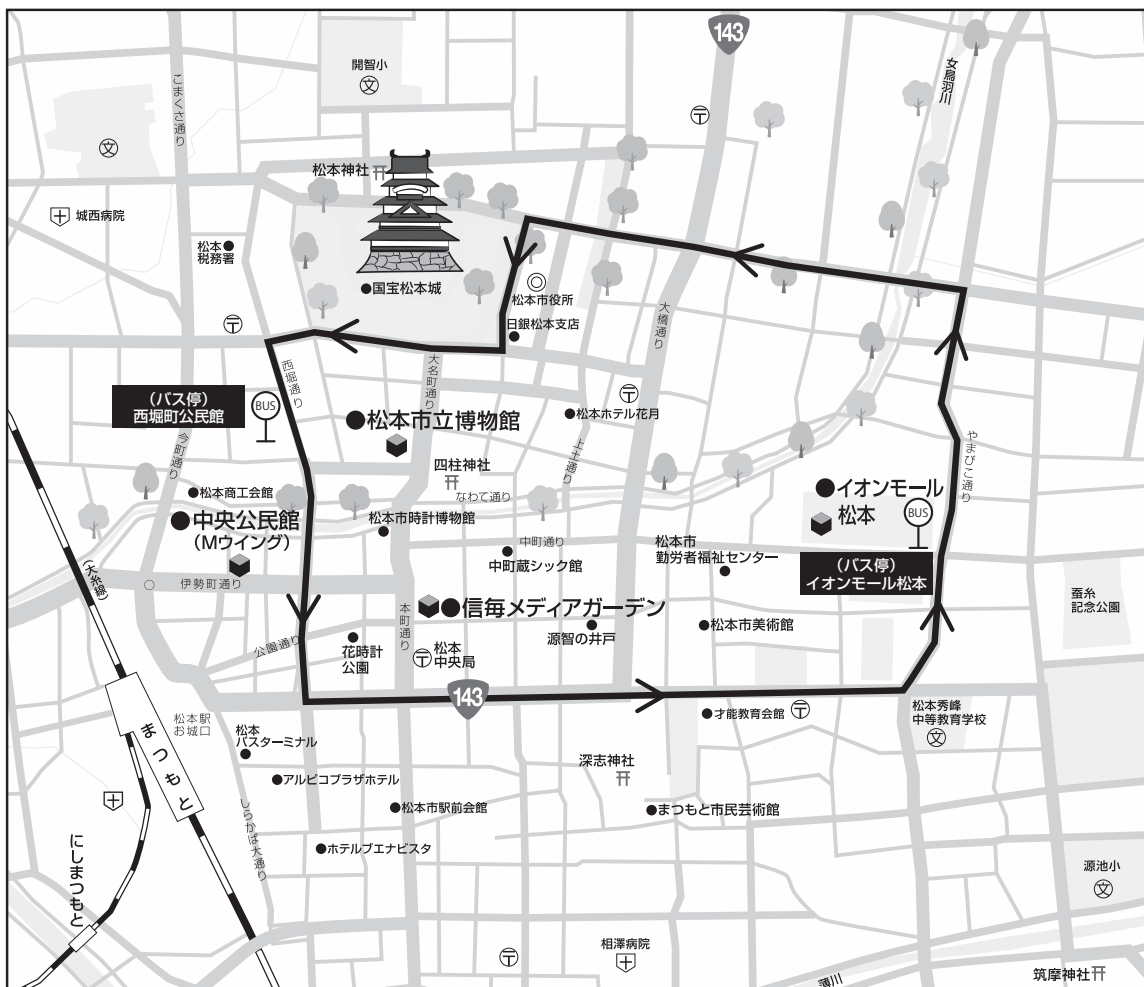 143
開智小
文
こまくさ通り
女鳥羽川
〒
文
松本神社
城西病院
松本
税務署
国宝松本城
松本市役所
〒
日銀松本支店
大橋通り
大名町通り
西堀通り
(バス停)
西堀町公民館
BUS
〒
松本市立博物館
松本ホテル花月
今町通り
上土通り
やまびこ通り
四柱神社
なわて通り
松本商工会館
イオンモール
松本
BUS
中央公民館
(Mウイング)
松本市時計博物館
中町通り
中町蔵シック館
松本市
勤労者福祉センター
(バス停)
イオンモール松本
(大糸線)
伊勢町通り
蚕糸
記念公園
信毎メディアガーデン
本町通り
源智の井戸
松本市美術館
公園通り
花時計
公園
〒
松本
中央局
143
松本駅
お城口
松本
バスターミナル
才能教育会館
〒
松本秀峰
中等教育学校
文
まつもと
深志神社
アルピコプラザホテル
しらかば大通り
松本市駅前会館
まつもと市民芸術館
にしまつもと
ホテルブエナビスタ
源池小
文
〒
相澤病院
薄川
筑摩神社